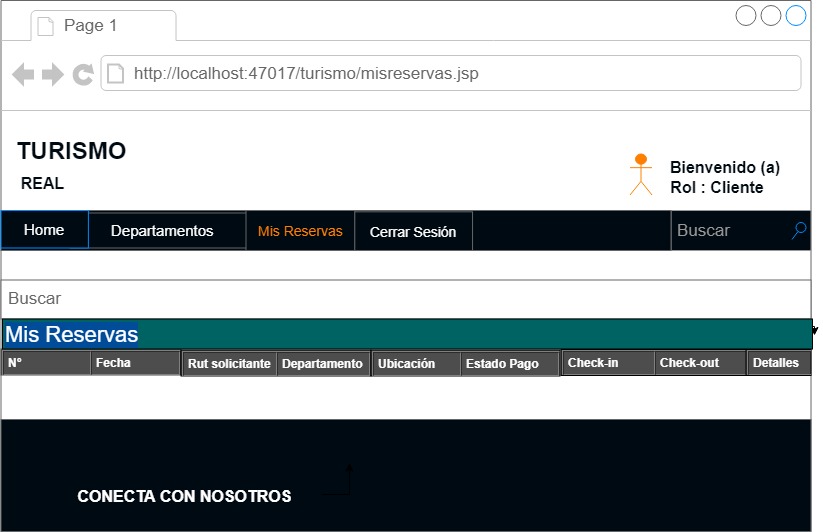 Page 1
http://localhost:47017/turismo/misreservas.jsp
TURISMO
REAL
Bienvenido (a)
Rol : Cliente
Home Departamentos Mis Reservas Cerrar Sesión Buscar
Buscar
Mis Reservas
N° Fecha Rut solicitante Departamento Ubicación Estado Pago Check-in Check-out Detalles
CONECTA CON NOSOTROS